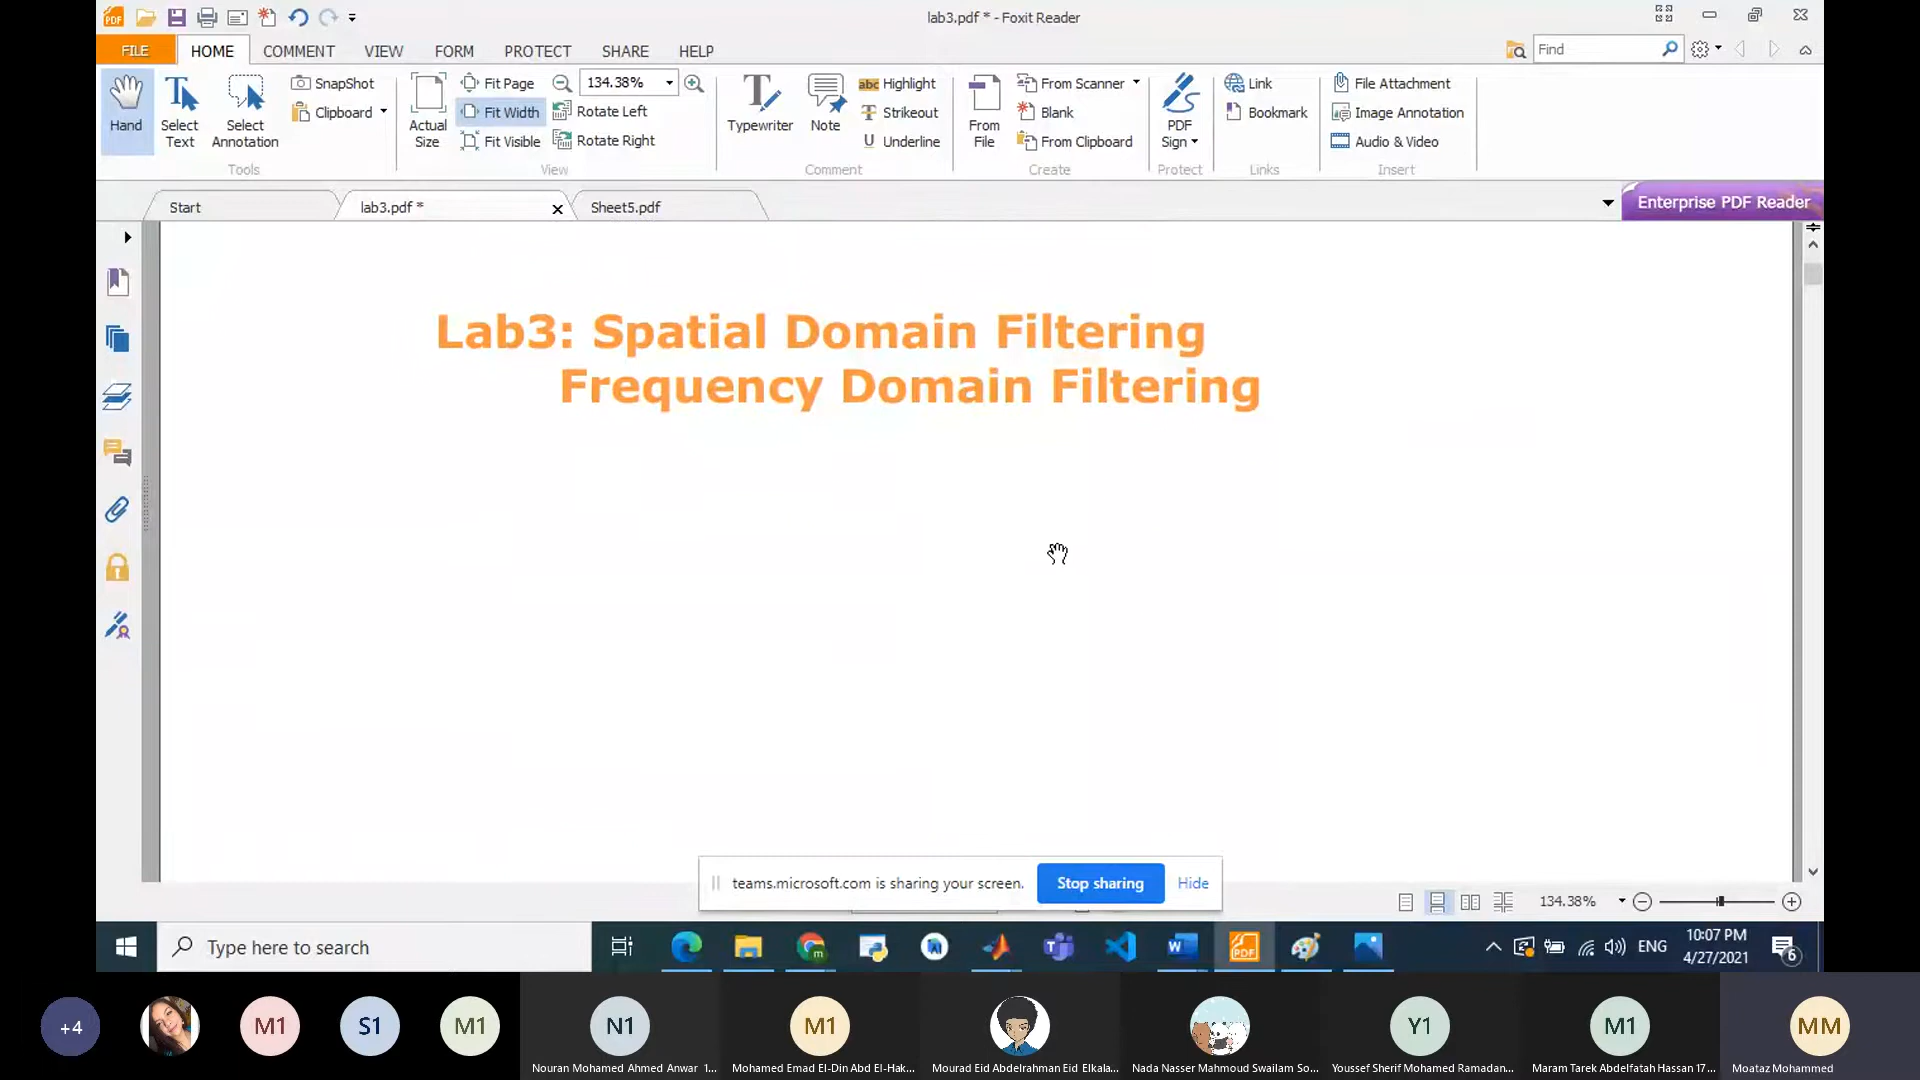 lab3.pdf * - Foxit Reader
FILE
HOME
COMMENT
VIEW
FORM
PROTECT
SHARE
HELP
Find
Hand
Select
Text
Select
Annotation
SnapShot
Clipboard
Tools
Actual
Size
Fit Page
Fit Width
Fit Visible
134.38%
Rotate Left
Rotate Right
View
Typewriter
Note
Highlight
Strikeout
Underline
Comment
From
File
From Scanner
Blank
From Clipboard
Create
PDF
Sign
Protect
Link
Bookmark
Links
File Attachment
Image Annotation
Audio & Video
Insert
Start
lab3.pdf *
Sheet5.pdf
Enterprise PDF Reader
Lab3: Spatial Domain Filtering
Frequency Domain Filtering
teams.microsoft.com is sharing your screen.
Stop sharing
Hide
134.38%
Type here to search
ENG
10:07 PM
4/27/2021
6
+4
M1
S1
M1
N1
M1
Y1
M1
MM
Nouran Mohamed Ahmed Anwar 1...
Mohamed Emad El-Din Abd El-Hak...
Mourad Eid Abdelrahman Eid Elkala...
Nada Nasser Mahmoud Swailam So...
Youssef Sherif Mohamed Ramadan...
Maram Tarek Abdelfatah Hassan 17...
Moataz Mohammed